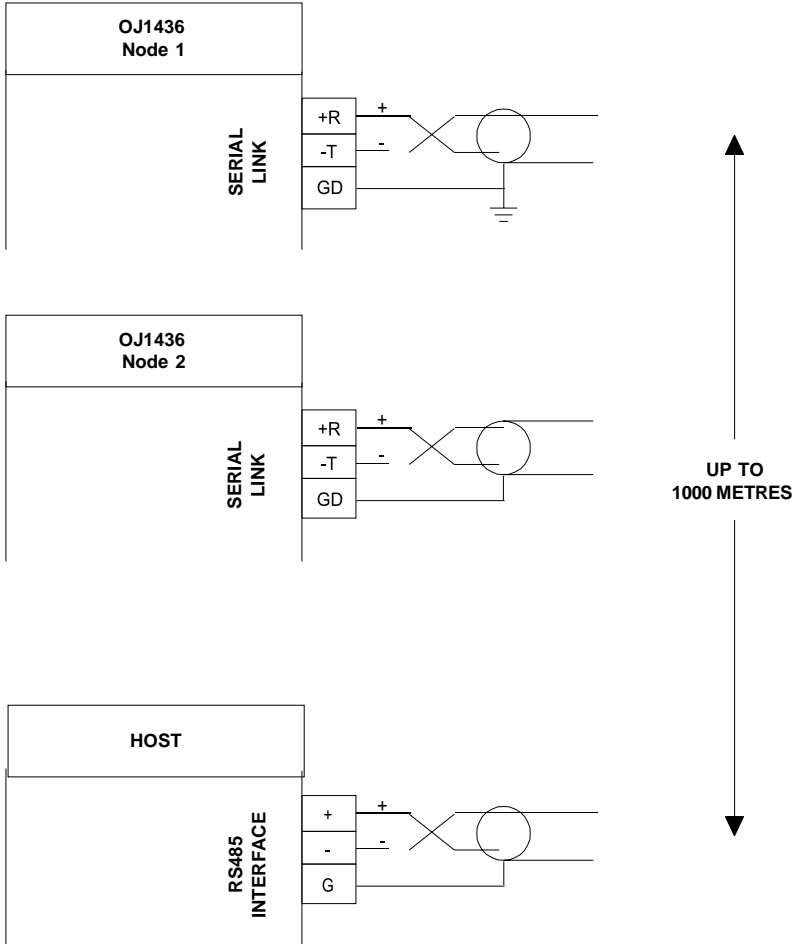 OJ1436
Node 1
SERIAL
LINK
+R
-T
GD
+
-
OJ1436
Node 2
SERIAL
LINK
+R
-T
GD
+
-
UP TO
1000 METRES
HOST
RS485
INTERFACE
+
-
G
+
-